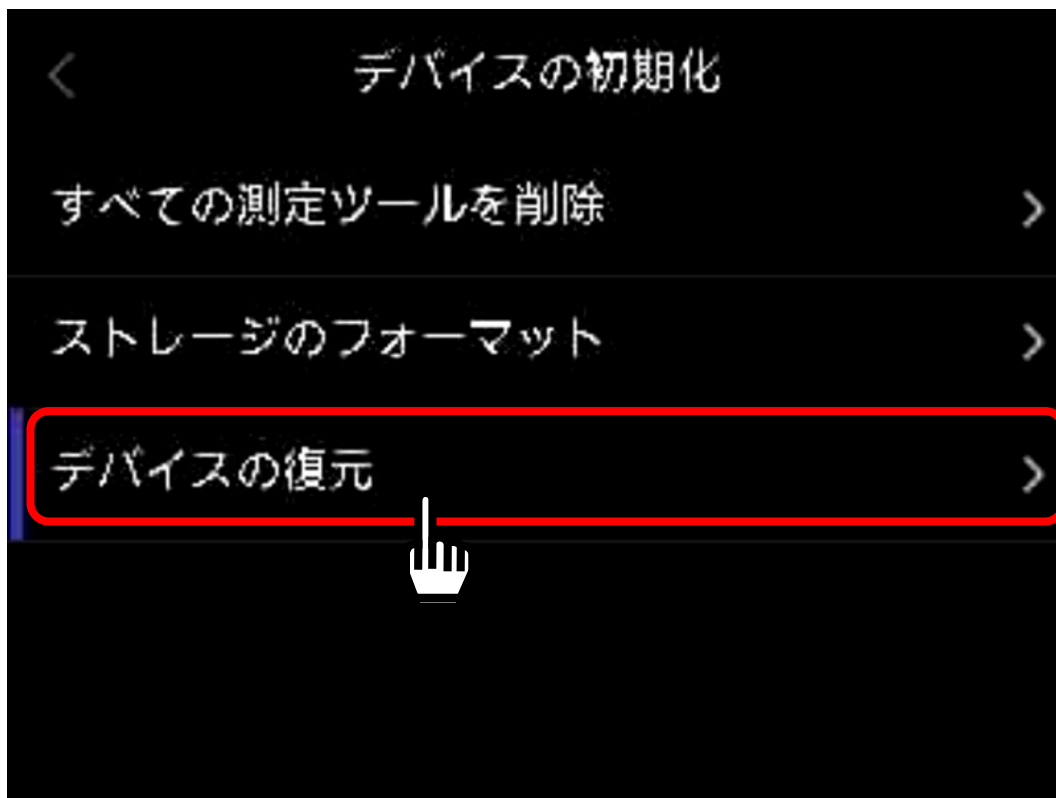 デバイスの初期化
すべての測定ツールを削除
ストレージのフォーマット
デバイスの復元